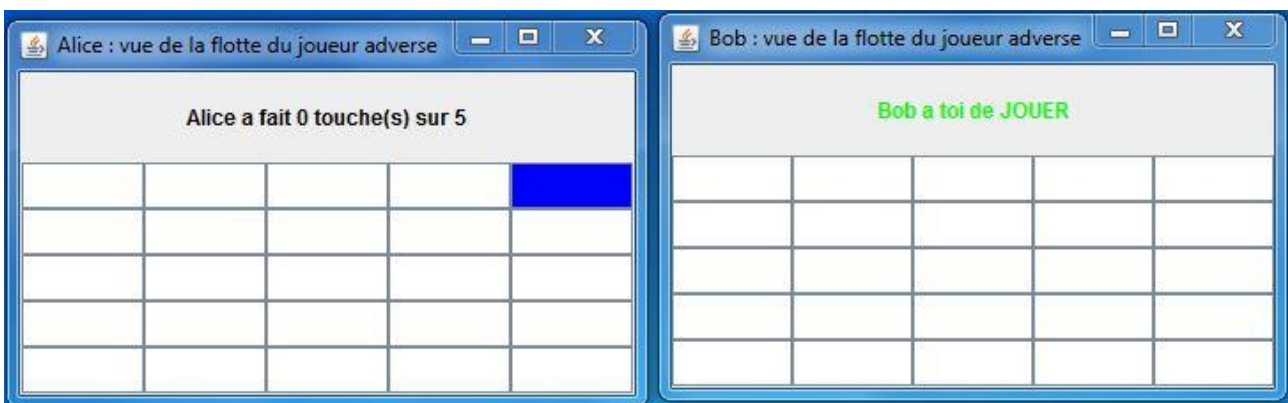 Alice : vue de la flotte du joueur adverse
Alice a fait 0 touche(s) sur 5
Bob : vue de la flotte du joueur adverse
Bob a toi de JOUER